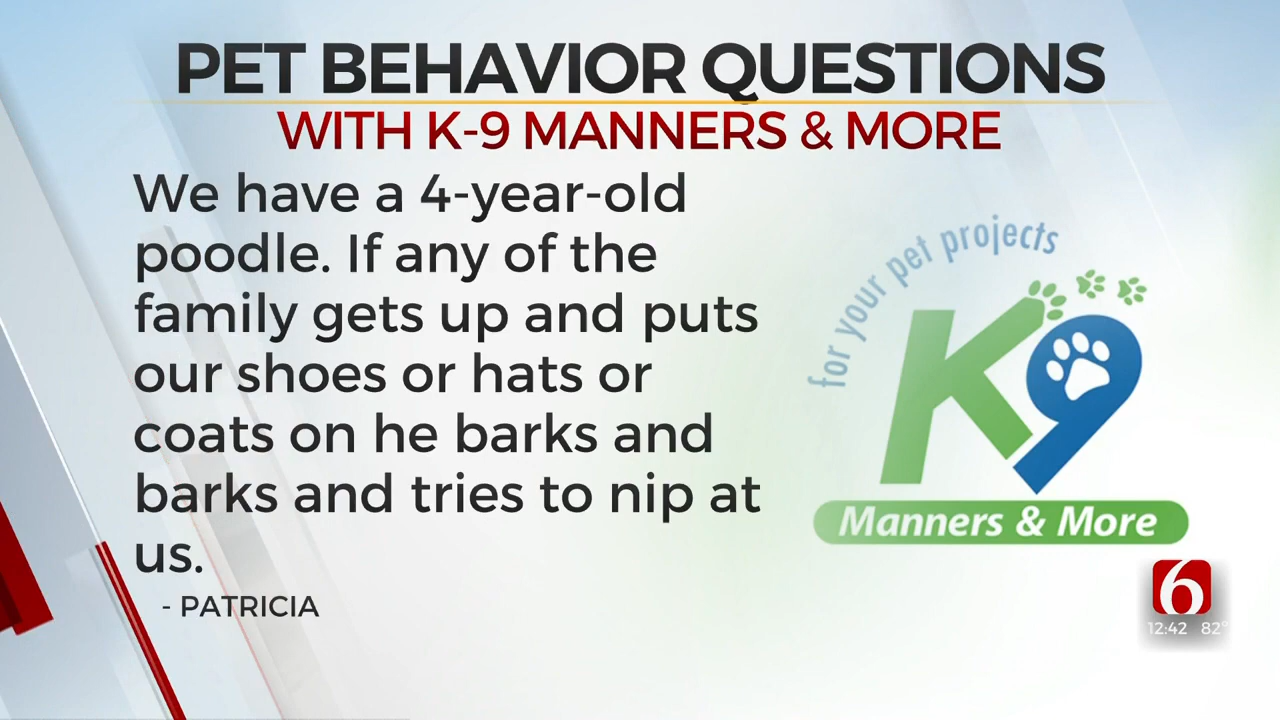 PET BEHAVIOR QUESTIONS
WITH K-9 MANNERS & MORE
We have a 4-year-old
poodle. If any of the
family gets up and puts
our shoes or hats or
coats on he barks and
barks and tries to nip at
us.
- PATRICIA
for your pet projects
K9
Manners & More
6
12:42 82°